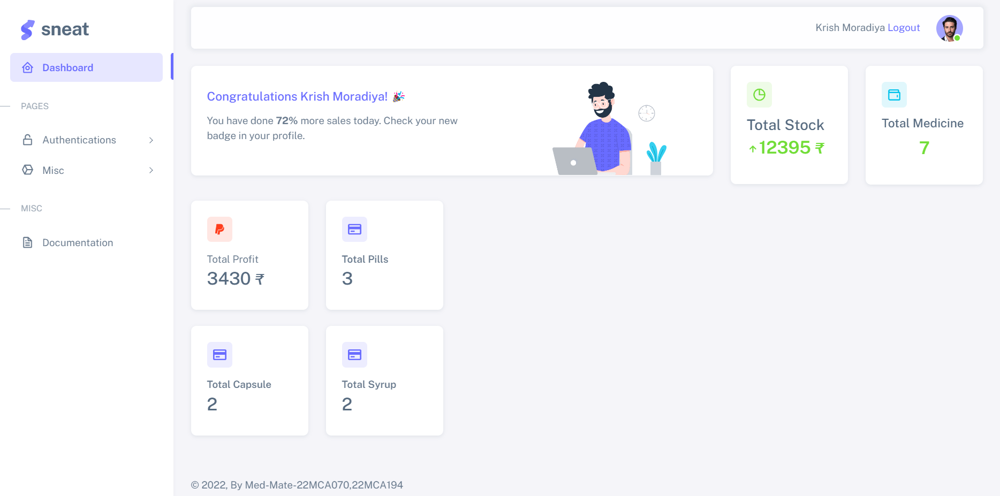 sneat
Dashboard
PAGES
Authentications
Misc
MISC
Documentation
Krish Moradiya Logout
Congratulations Krish Moradiya! 🎉
You have done 72% more sales today. Check your new
badge in your profile.
Total Stock
12395 ₹
Total Medicine
7
Total Profit
3430 ₹
Total Pills
3
Total Capsule
2
Total Syrup
2
© 2022, By Med-Mate-22MCA070,22MCA194